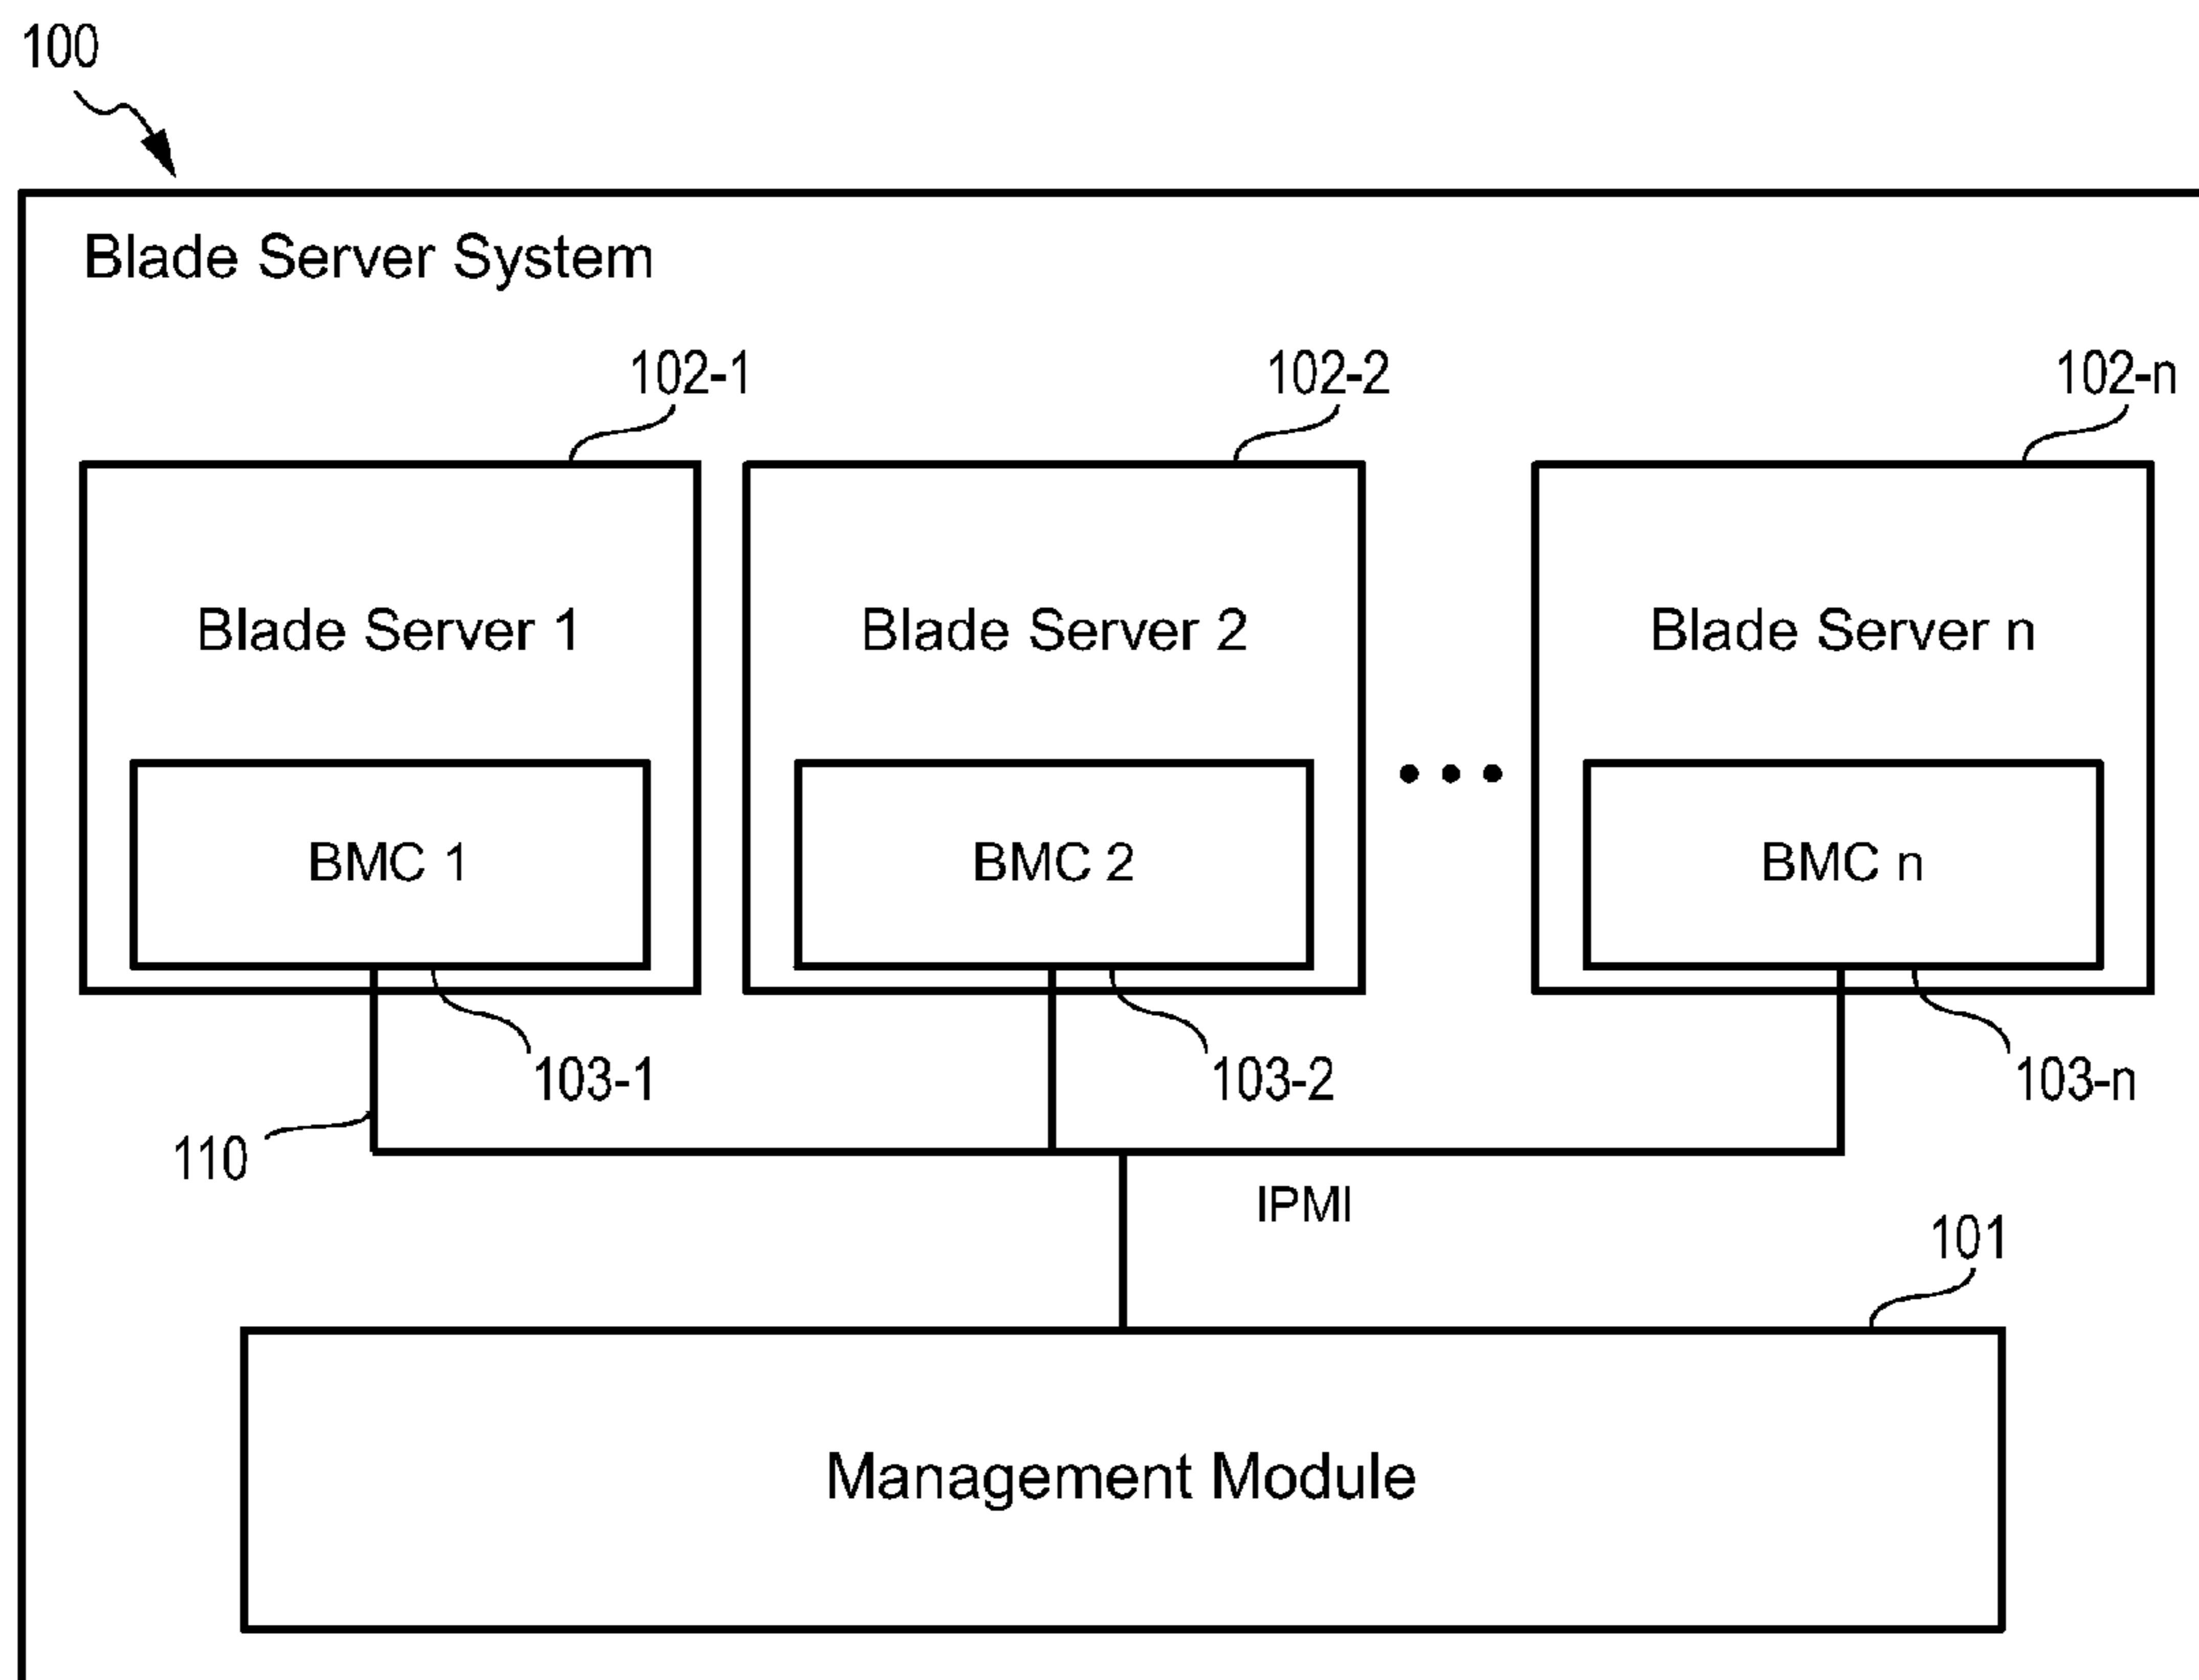 100
Blade Server System
102-1
102-2
102-n
Blade Server 1
Blade Server 2
Blade Server n
BMC 1
BMC 2
BMC n
103-1
103-2
103-n
110
IPMI
101
Management Module